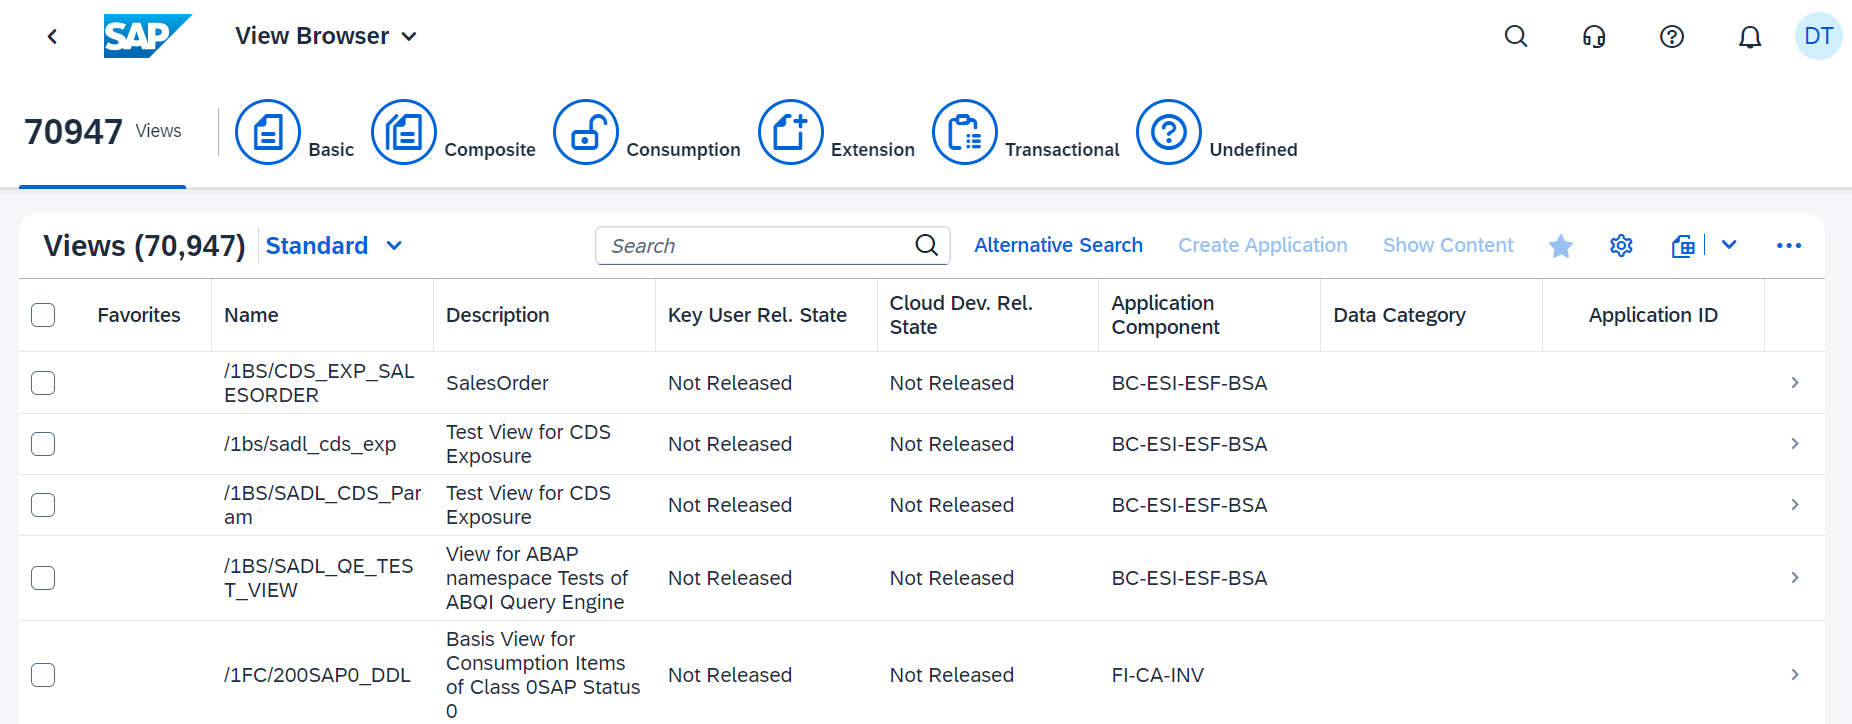 SAP
View Browser
DT
70947 Views
Basic
Composite
Consumption
Extension
Transactional
Undefined
Views (70,947)
Standard
Search
Alternative Search
Create Application
Show Content
Favorites
Name
Description
Key User Rel. State
Cloud Dev. Rel.
State
Application
Component
Data Category
Application ID
/1BS/CDS_EXP_SAL
ESORDER
SalesOrder
Not Released
Not Released
BC-ESI-ESF-BSA
/1bs/sadl_cds_exp
Test View for CDS
Exposure
Not Released
Not Released
BC-ESI-ESF-BSA
/1BS/SADL_CDS_Par
am
Test View for CDS
Exposure
Not Released
Not Released
BC-ESI-ESF-BSA
/1BS/SADL_QE_TES
T_VIEW
View for ABAP
namespace Tests of
ABQI Query Engine
Not Released
Not Released
BC-ESI-ESF-BSA
/1FC/200SAP0_DDL
Basis View for
Consumption Items
of Class 0SAP Status
0
Not Released
Not Released
FI-CA-INV